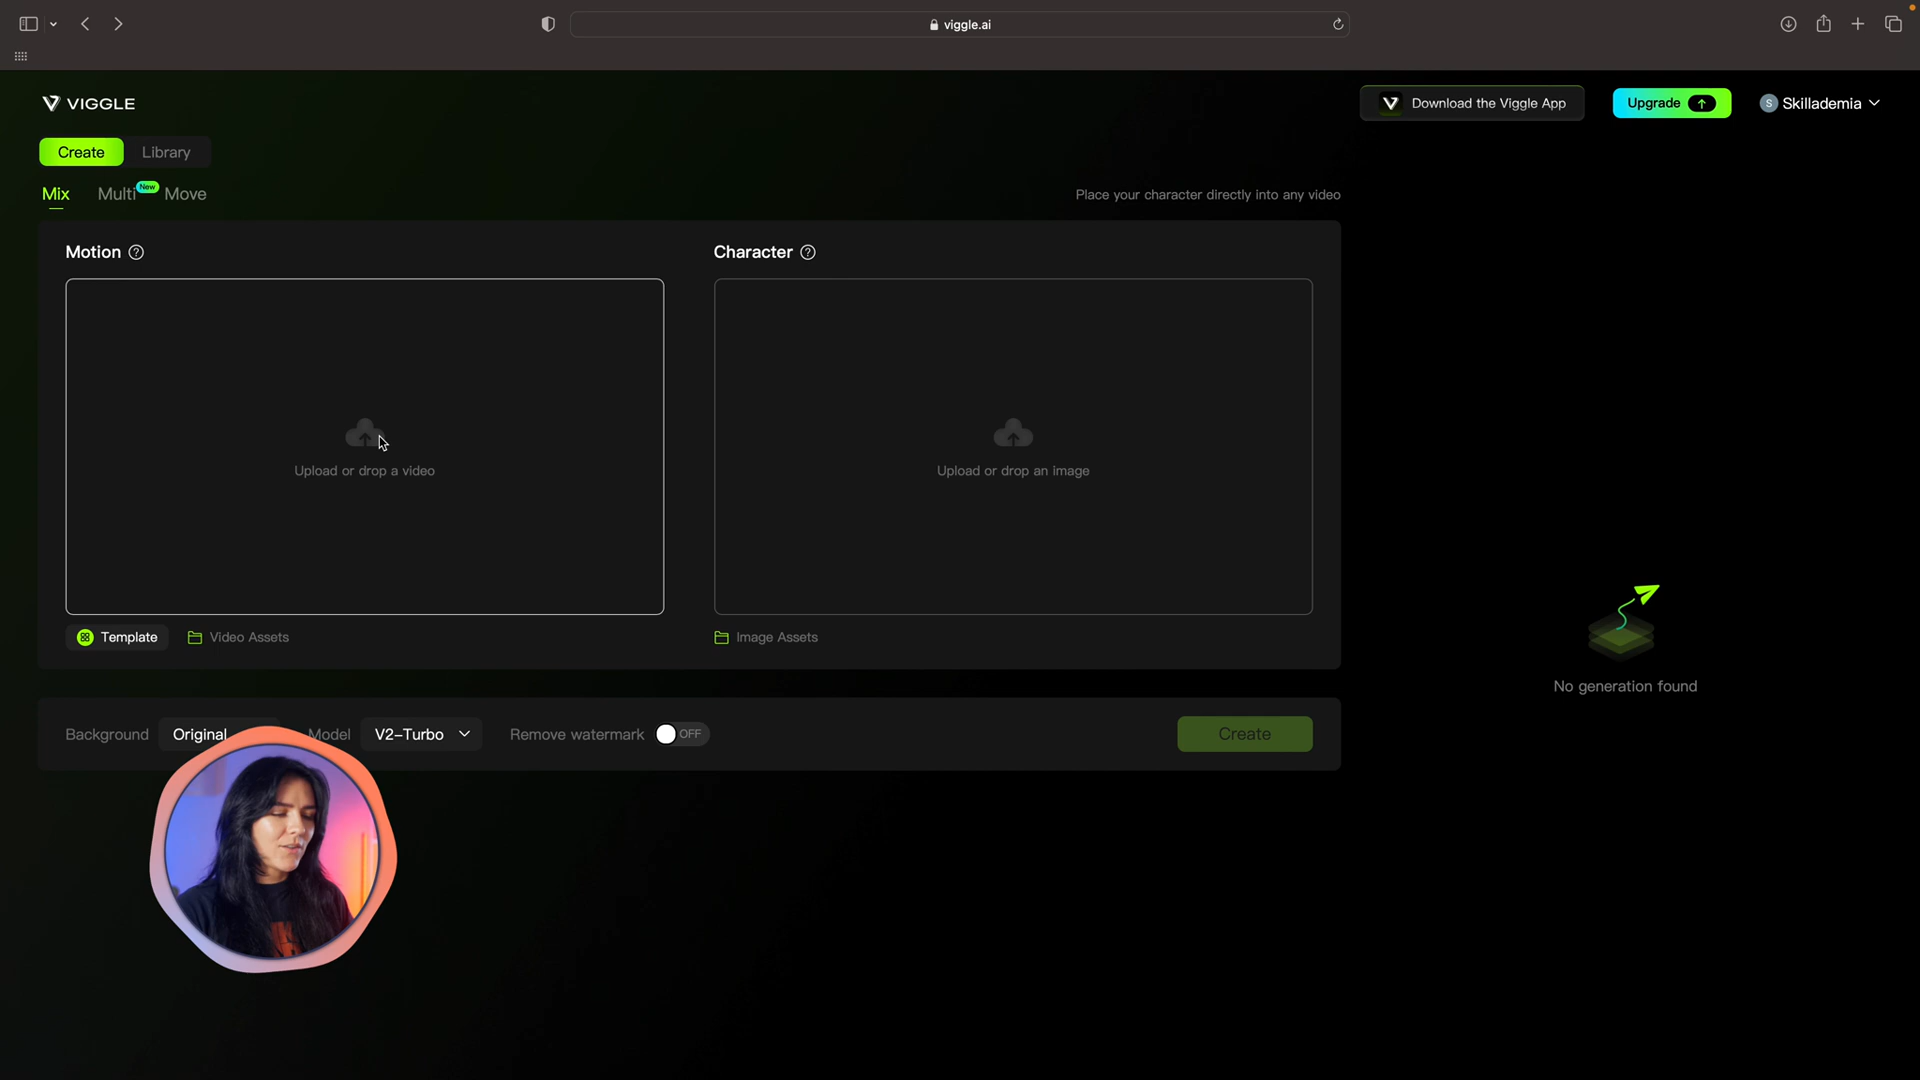 viggle.ai
VIGGLE
Download the Viggle App
Upgrade
S Skillademia
Create
Library
Mix
Multi
New
Move
Place your character directly into any video
Motion ?
Character ?
Upload or drop a video
Upload or drop an image
Template
Video Assets
Image Assets
No generation found
Background
Original
Model
V2-Turbo
Remove watermark
OFF
Create